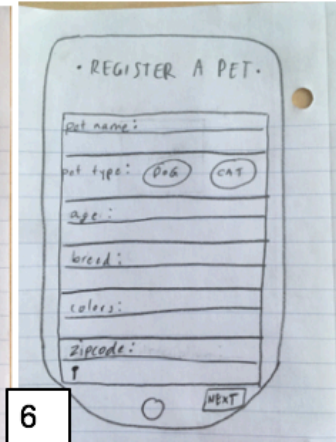 · REGISTER A PET ·
pet name:
pet type: DOG CAT
age:
breed:
colors:
zipcode:
NEXT
6